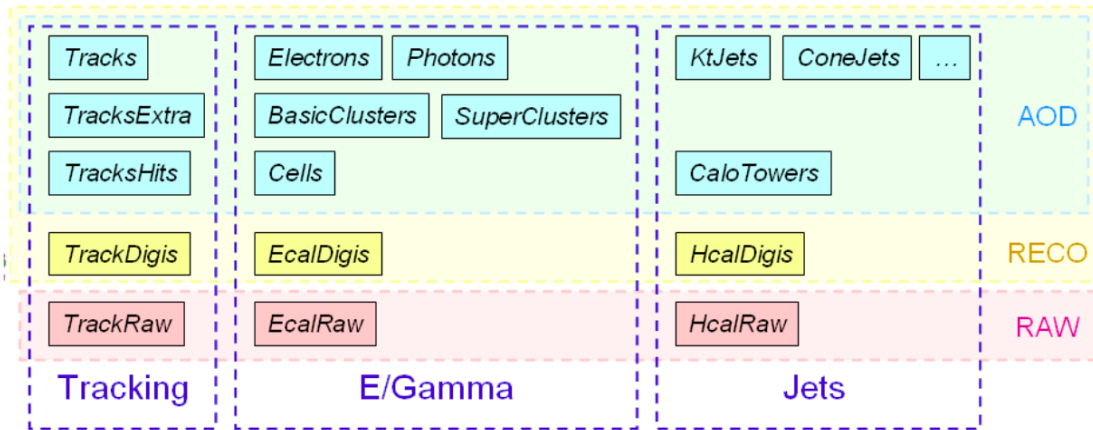 Tracks Electrons Photons KtJets ConeJets ...
TracksExtra BasicClusters SuperClusters AOD
TracksHits Cells CaloTowers
TrackDigis EcalDigis HcalDigis RECO
TrackRaw EcalRaw HcalRaw RAW
Tracking E/Gamma Jets